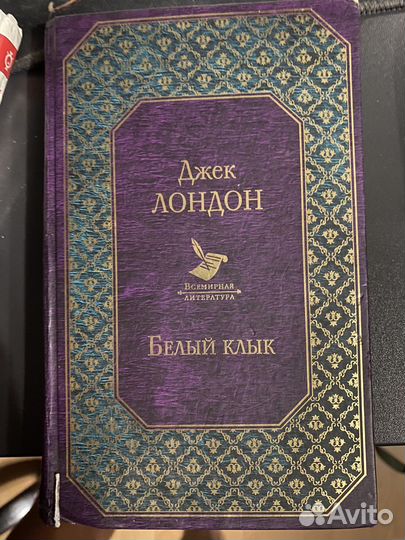 Джек
ЛОНДОН
ВСЕМИРНАЯ
ЛИТЕРАТУРА
БЕЛЫЙ КЛЫК
Avito